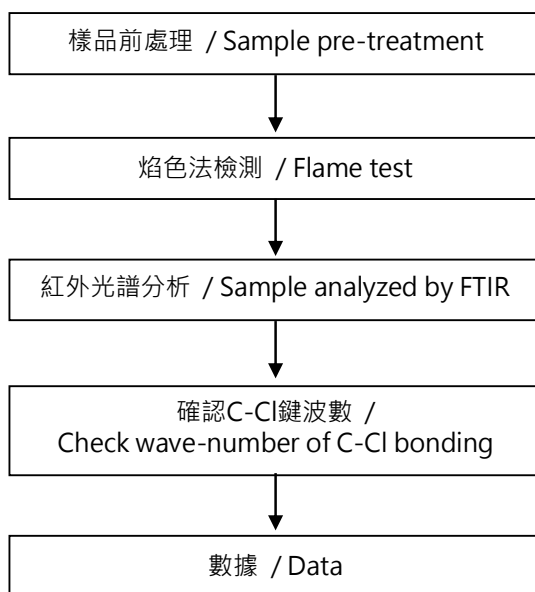 樣品前處理 / Sample pre-treatment
焰色法檢測 / Flame test
紅外光譜分析 / Sample analyzed by FTIR
確認C-Cl鍵波數 /
Check wave-number of C-Cl bonding
數據 / Data